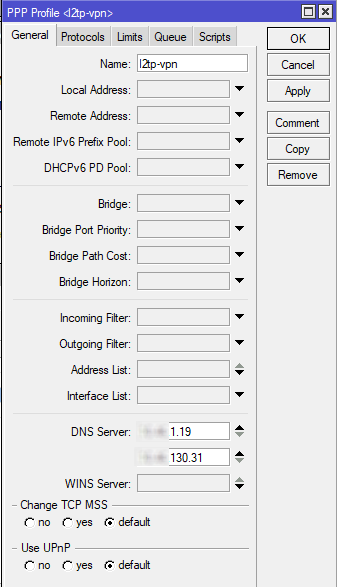 PPP Profile <l2tp-vpn>
General Protocols Limits Queue Scripts
OK
Name: l2tp-vpn
Cancel
Local Address:
Apply
Remote Address:
Comment
Remote IPv6 Prefix Pool:
Copy
DHCPv6 PD Pool:
Remove
Bridge:
Bridge Port Priority:
Bridge Path Cost:
Bridge Horizon:
Incoming Filter:
Outgoing Filter:
Address List:
Interface List:
DNS Server: 1.19
130.31
WINS Server:
Change TCP MSS
no yes default
Use UPnP
no yes default